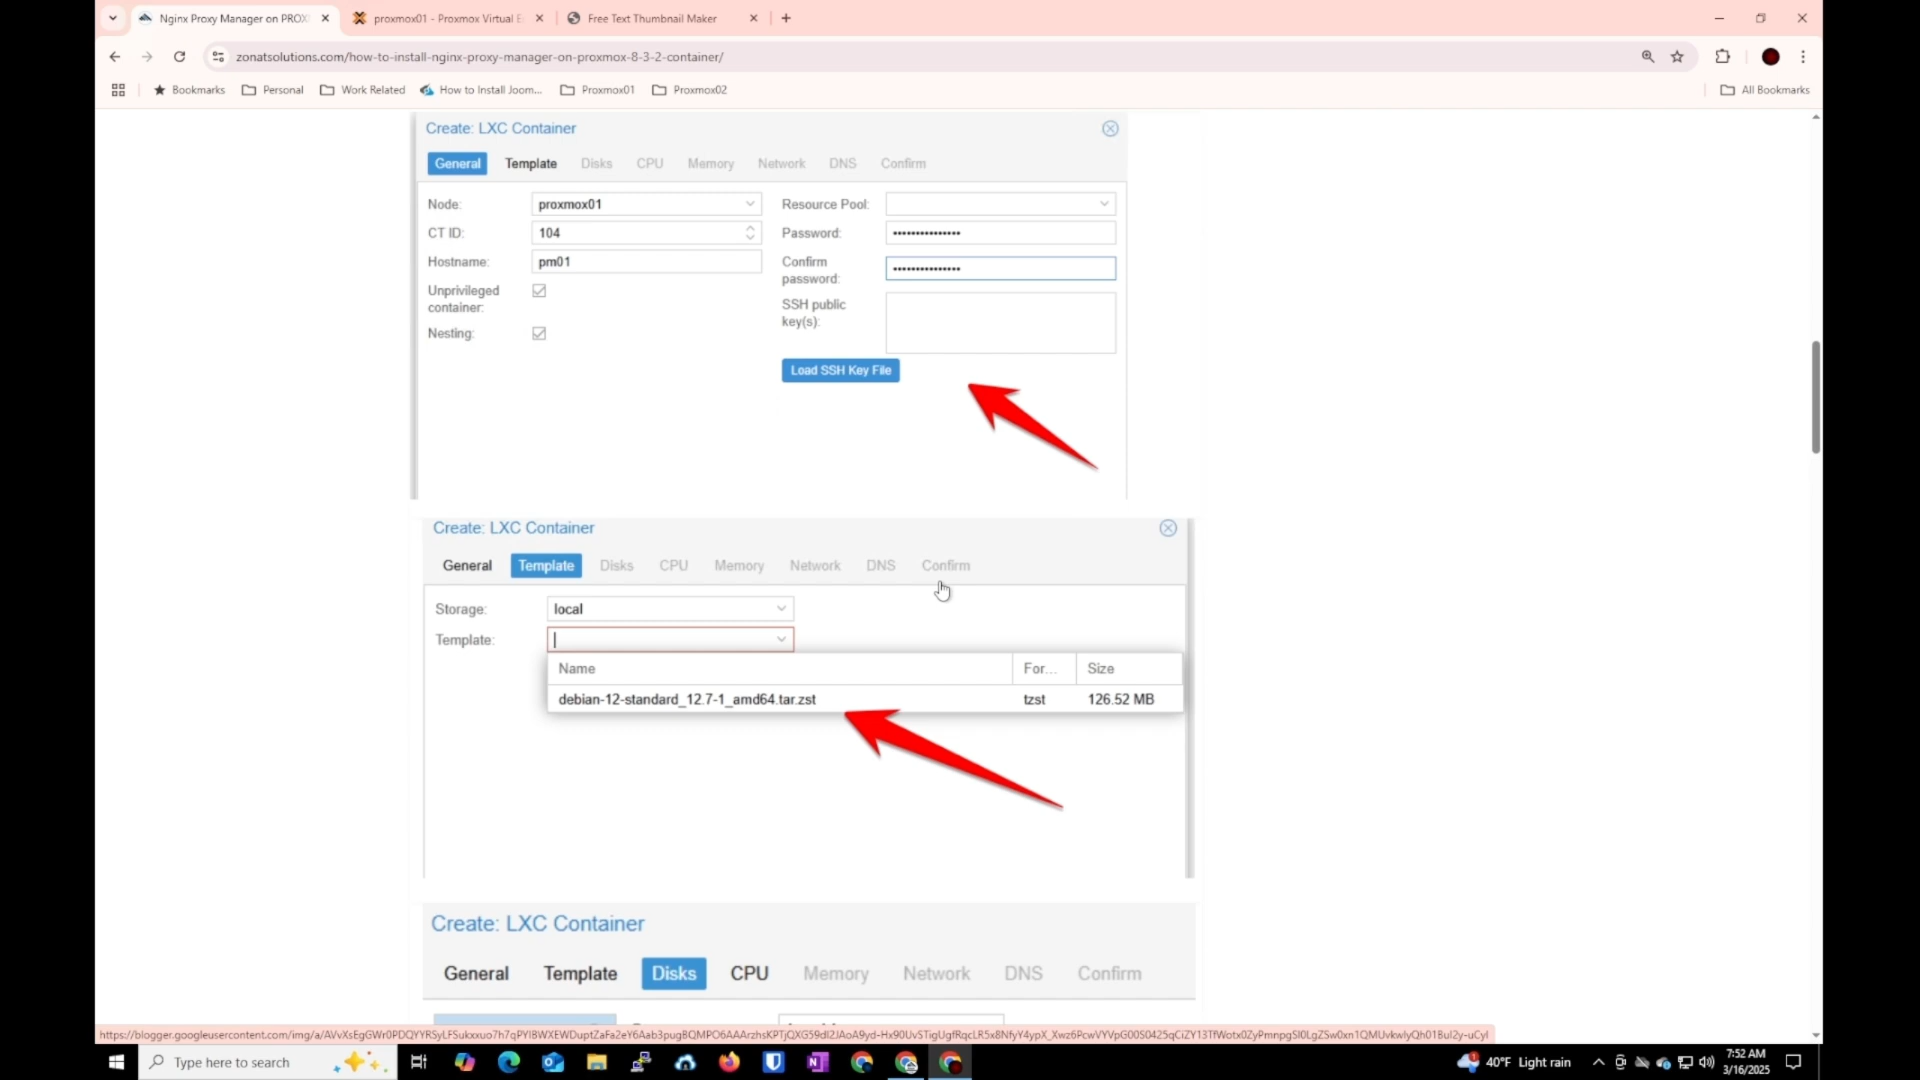 Nginx Proxy Manager on PROX
proxmox01 - Proxmox Virtual E
Free Text Thumbnail Maker
zonatsolutions.com/how-to-install-nginx-proxy-manager-on-proxmox-8-3-2-container/
Bookmarks
Personal
Work Related
How to Install Joom...
Proxmox01
Proxmox02
All Bookmarks
Create: LXC Container
General Template Disks CPU Memory Network DNS Confirm
Node: proxmox01
Resource Pool:
CT ID: 104
Password: •••••••••••••••
Hostname: pm01
Confirm password: •••••••••••••••
Unprivileged container:
SSH public key(s):
Nesting:
Load SSH Key File
Create: LXC Container
General Template Disks CPU Memory Network DNS Confirm
Storage: local
Template:
Name For... Size
debian-12-standard_12.7-1_amd64.tar.zst tzst 126.52 MB
Create: LXC Container
General Template Disks CPU Memory Network DNS Confirm
Type here to search
40°F Light rain
7:52 AM
3/16/2025